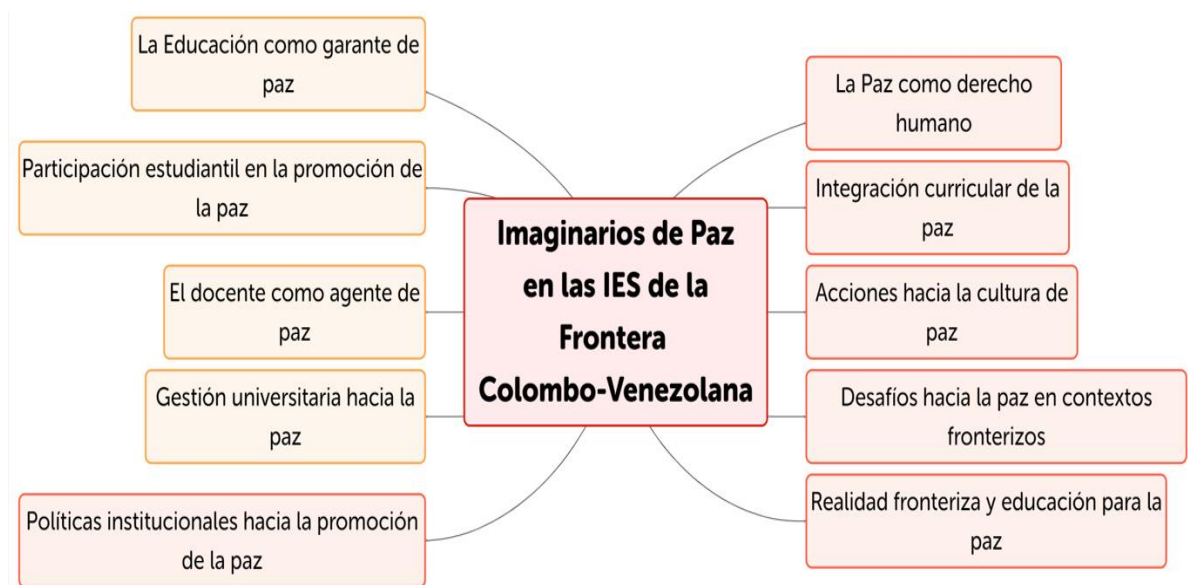 La Educación como garante de
paz
Participación estudiantil en la promoción de
la paz
El docente como agente de
paz
Gestión universitaria hacia la
paz
Políticas institucionales hacia la promoción
de la paz
Imaginarios de Paz
en las IES de la
Frontera
Colombo-Venezolana
La Paz como derecho
humano
Integración curricular de la
paz
Acciones hacia la cultura de
paz
Desafíos hacia la paz en contextos
fronterizos
Realidad fronteriza y educación para la
paz